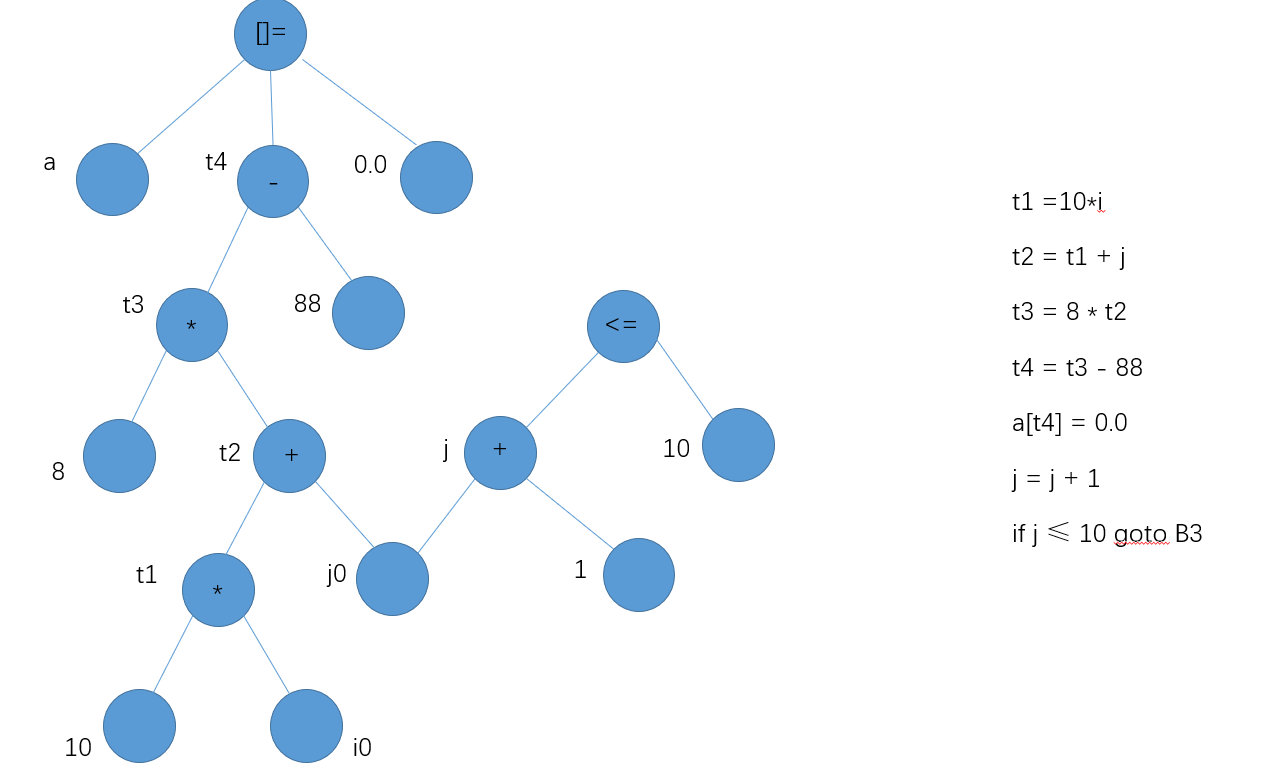 []=
a
t4
-
0.0
t3
*
88
<=
8
t2
+
j
+
10
t1
*
j0
1
10
i0
t1 =10*i
t2 = t1 + j
t3 = 8 * t2
t4 = t3 - 88
a[t4] = 0.0
j = j + 1
if j ≤ 10 goto B3